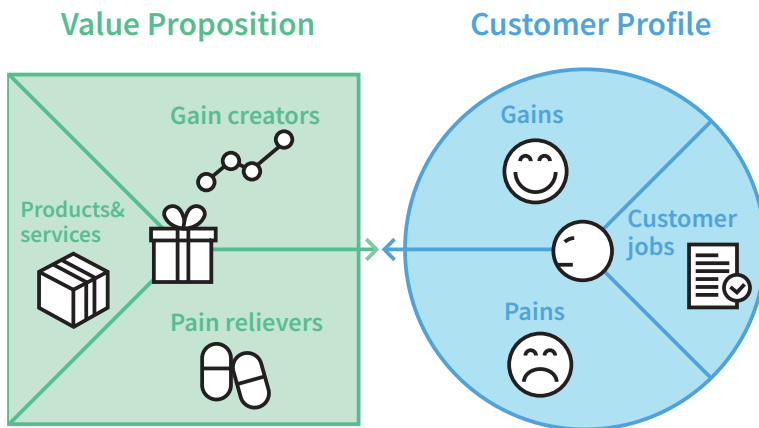 Value Proposition
Customer Profile
Gain creators
Products&
services
Pain relievers
Gains
Customer
jobs
Pains